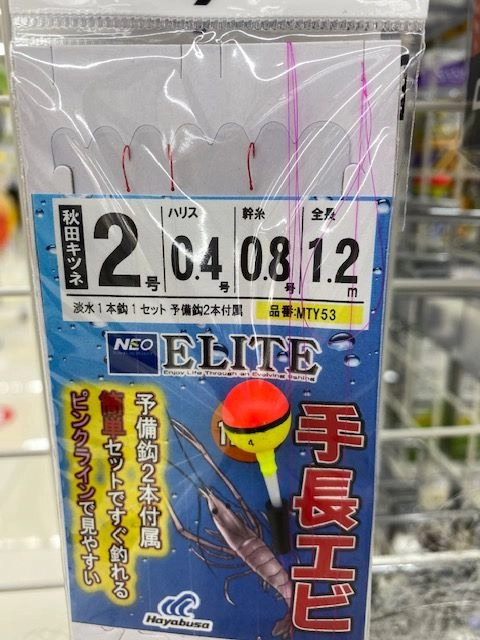 秋田キツネ
2号
ハリス
0.4号
幹糸
0.8号
全長
1.2m
淡水1本鈎1セット 予備鈎2本付属
品番:MTY53
NEO
ELITE
Enjoy Life Through an Evolving Fishing
予備鈎2本付属
簡単セットですぐ釣れる
ピンクラインで見やすい
4
手長エビ
Hayabusa